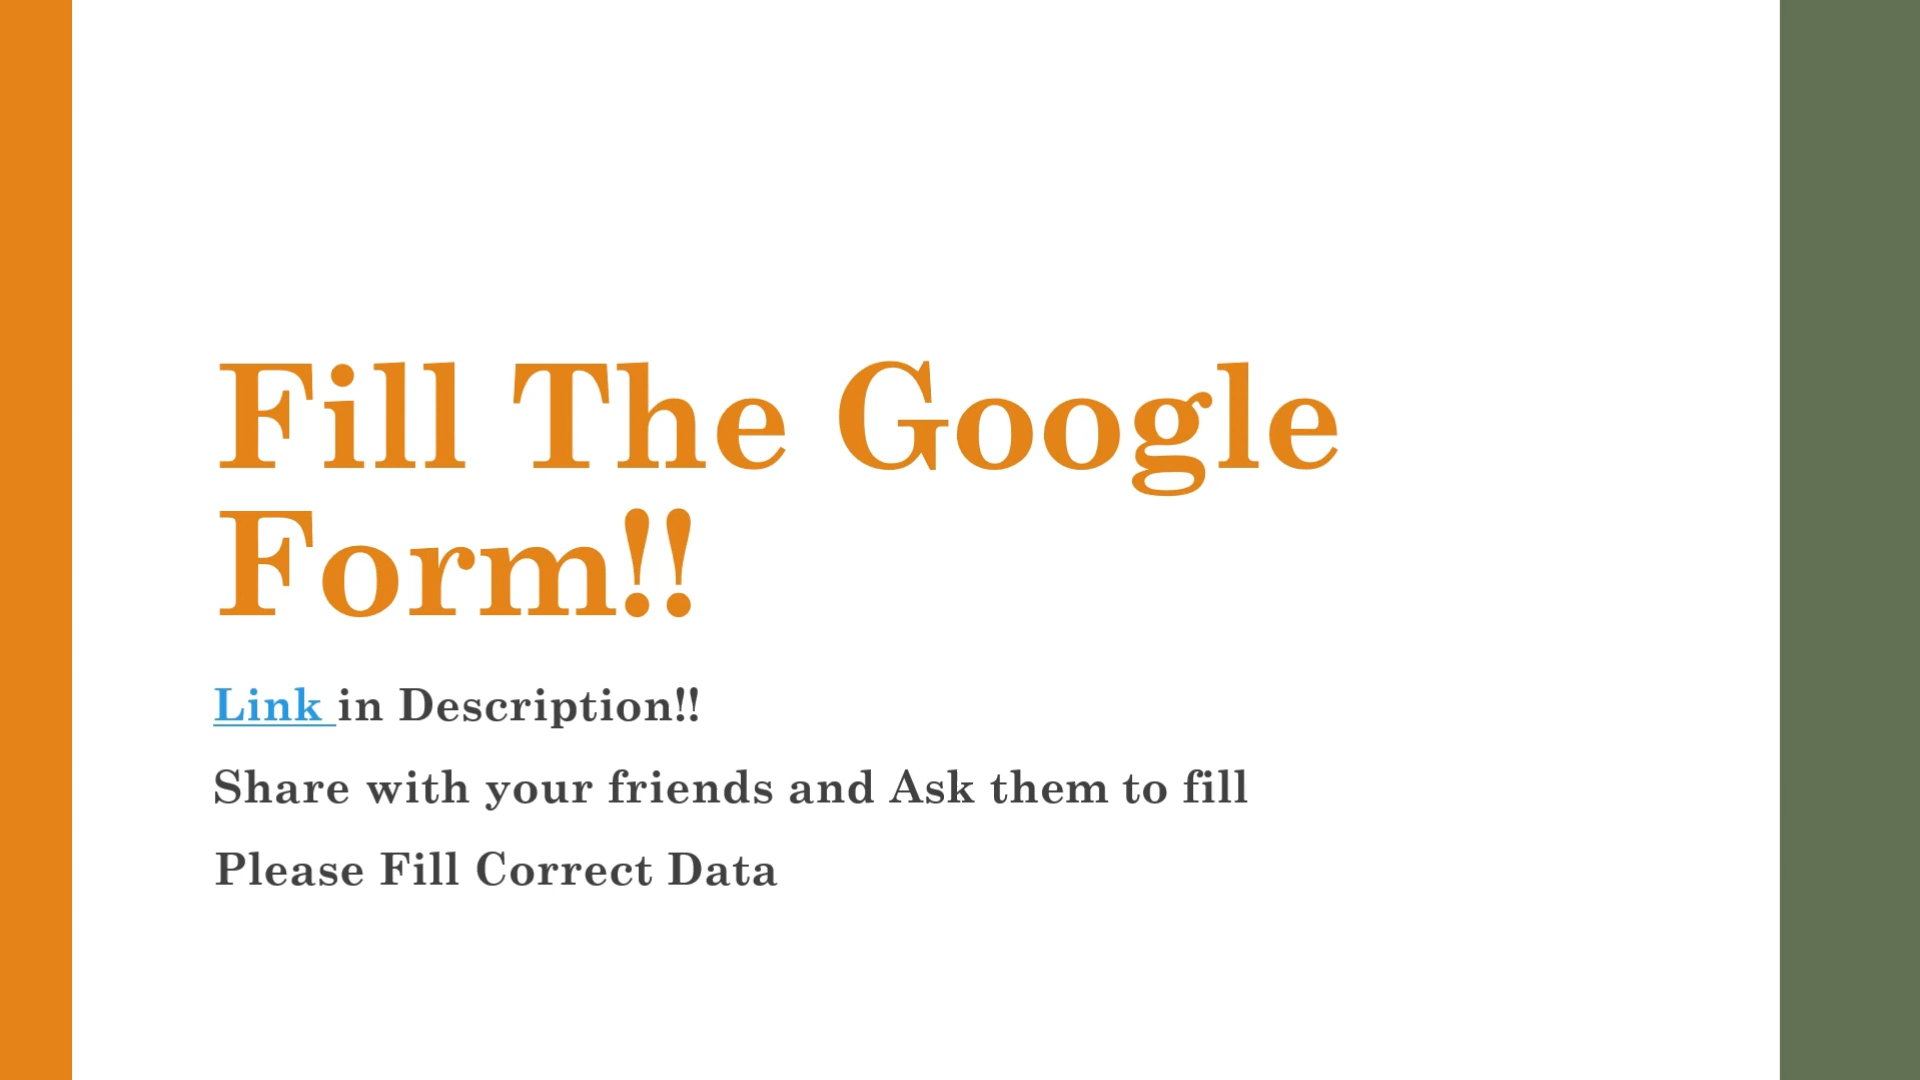 Fill The Google
Form!!
Link in Description!!
Share with your friends and Ask them to fill
Please Fill Correct Data